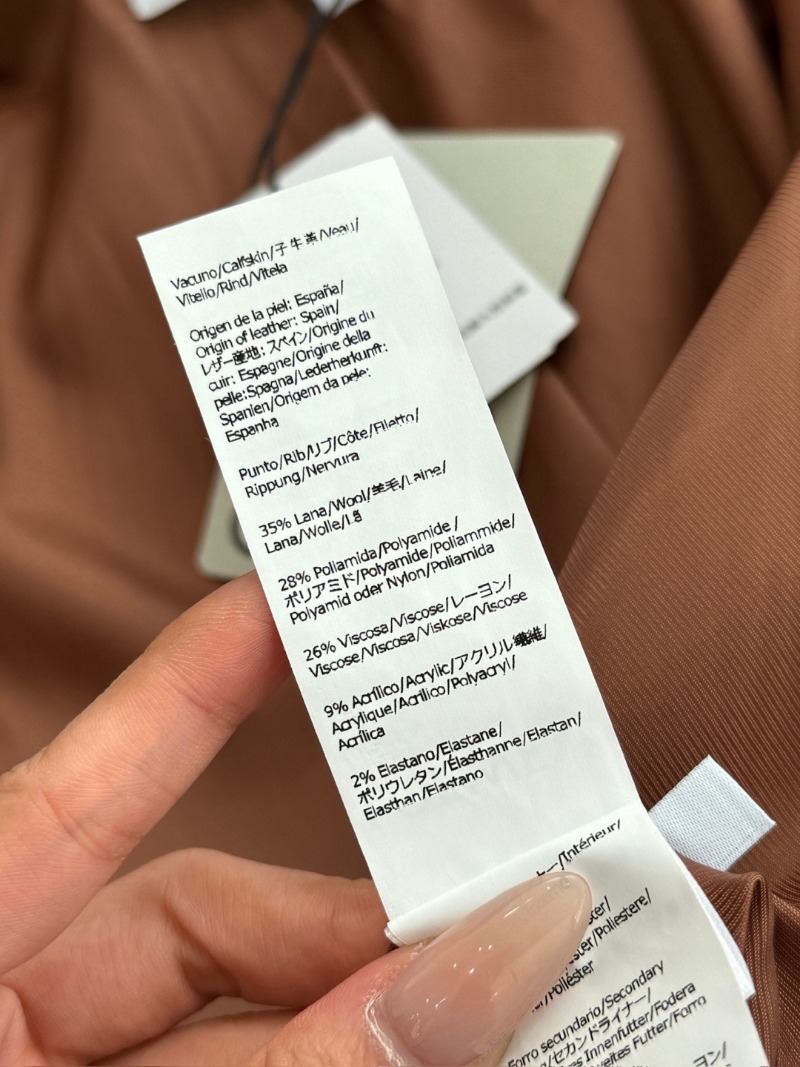 Vacuno/Calfskin/子牛革/Veau/
Vitello/Rind/Vitela
Origen de la piel: España/
Origin of leather: Spain/
レザー産地: スペイン/Origine du
cuir: Espagne/Origine della
pelle:Spagna/Lederherkunft:
Spanien/Origem da pele:
Espanha
Punto/Rib/リブ/Côte/Filetto/
Rippung/Nervura
35% Lana/Wool/羊毛/Laine/
Lana/Wolle/Lã
28% Poliamida/Polyamide/
ポリアミド/Polyamide/Poliammide/
Polyamid oder Nylon/Poliamida
26% Viscosa/Viscose/レーヨン/
Viscose/Viscosa/Viskose/Viscose
9% Acrílico/Acrylic/アクリル繊維/
Acrylique/Acrílico/Polyacryl/
Acrílica
2% Elastano/Elastane/
ポリウレタン/Élasthanne/Elastan/
Elasthan/Elastano
ー/Intérieur/
/Poliestere/
/Poliéster
Forro secundario/Secondary
/セカンドライナー/
Innenfutter/Fodera
Futter/Forro
ヨン/